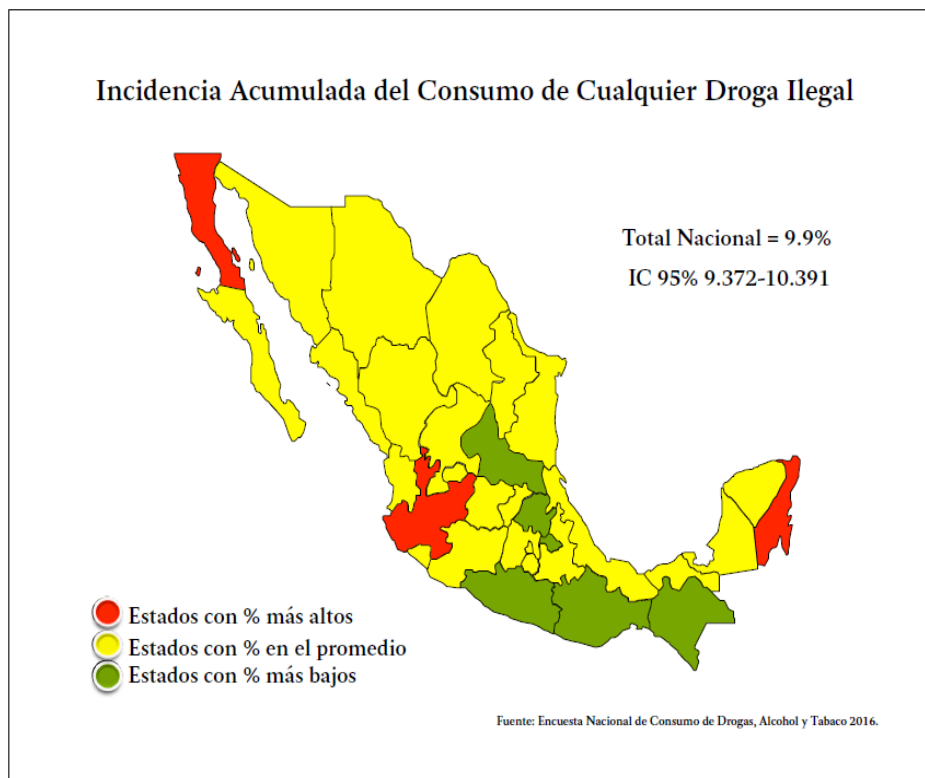 Incidencia Acumulada del Consumo de Cualquier Droga Ilegal
Total Nacional = 9.9%
IC 95% 9.372-10.391
Estados con % más altos
Estados con % en el promedio
Estados con % más bajos
Fuente: Encuesta Nacional de Consumo de Drogas, Alcohol y Tabaco 2016.